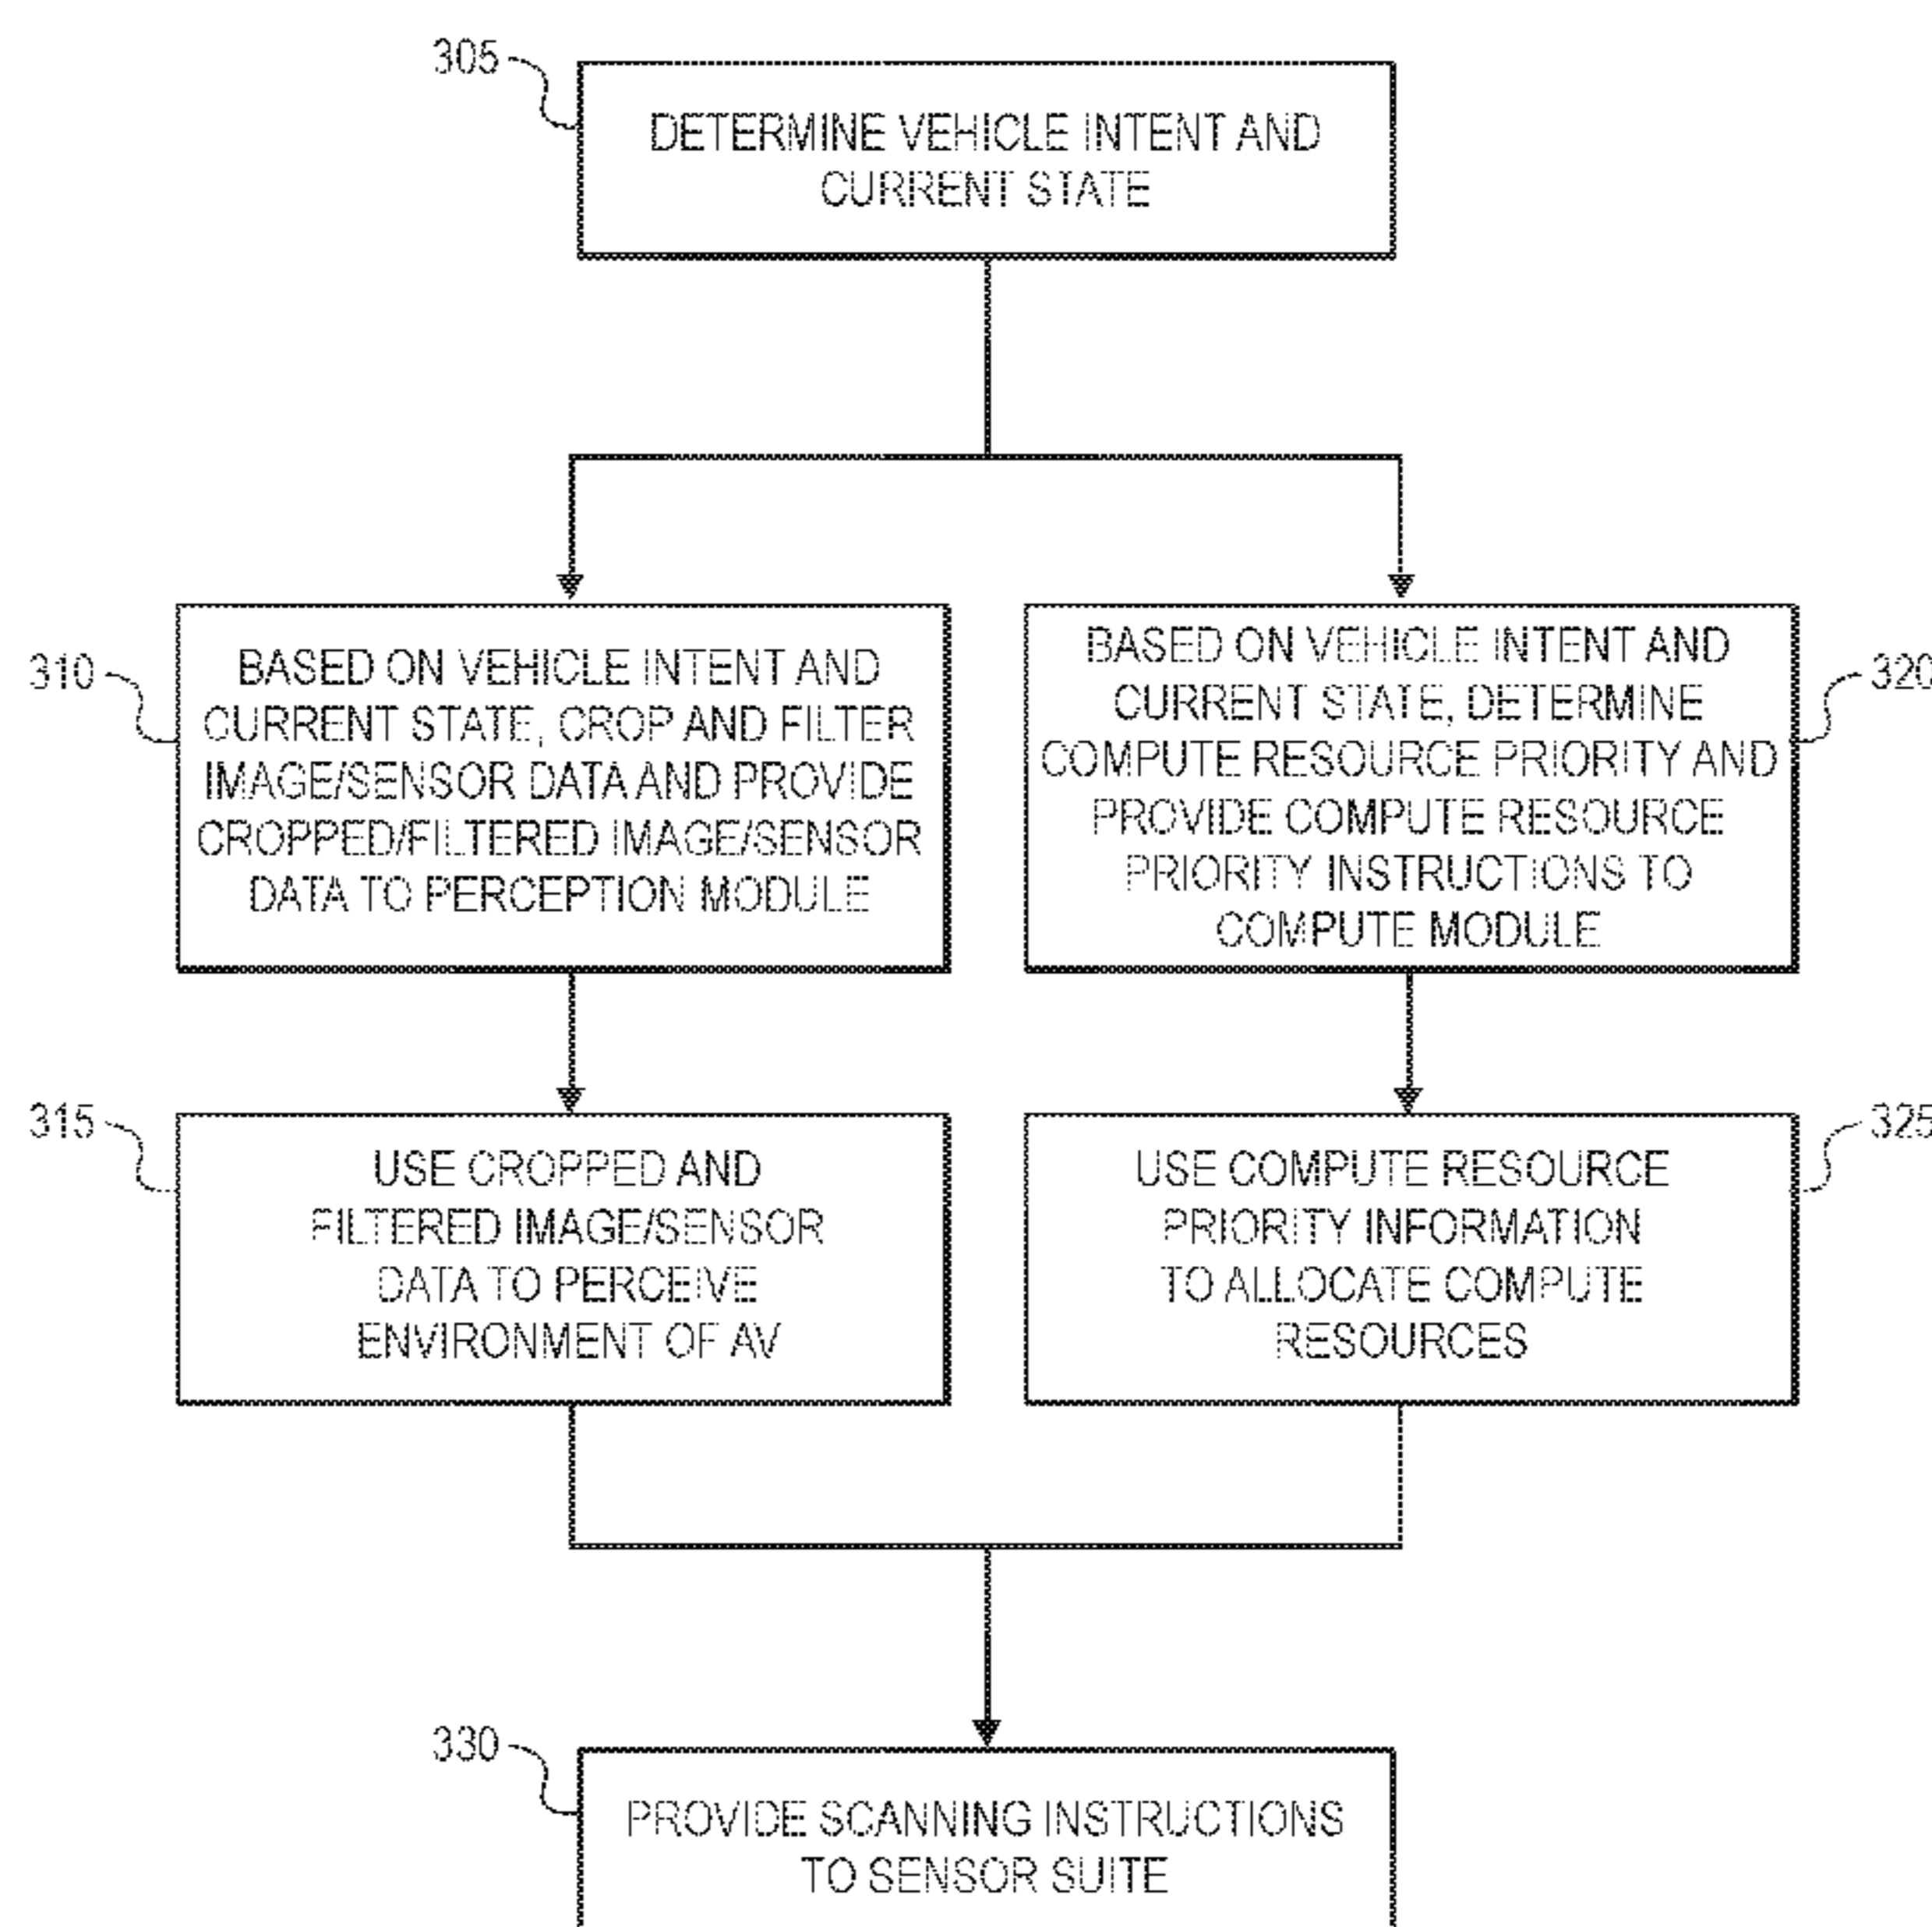 305
DETERMINE VEHICLE INTENT AND
CURRENT STATE
310
BASED ON VEHICLE INTENT AND
CURRENT STATE, CROP AND FILTER
IMAGE/SENSOR DATA AND PROVIDE
CROPPED/FILTERED IMAGE/SENSOR
DATA TO PERCEPTION MODULE
BASED ON VEHICLE INTENT AND
CURRENT STATE, DETERMINE
COMPUTE RESOURCE PRIORITY AND
PROVIDE COMPUTE RESOURCE
PRIORITY INSTRUCTIONS TO
COMPUTE MODULE
320
315
USE CROPPED AND
FILTERED IMAGE/SENSOR
DATA TO PERCEIVE
ENVIRONMENT OF AV
USE COMPUTE RESOURCE
PRIORITY INFORMATION
TO ALLOCATE COMPUTE
RESOURCES
325
330
PROVIDE SCANNING INSTRUCTIONS
TO SENSOR SUITE